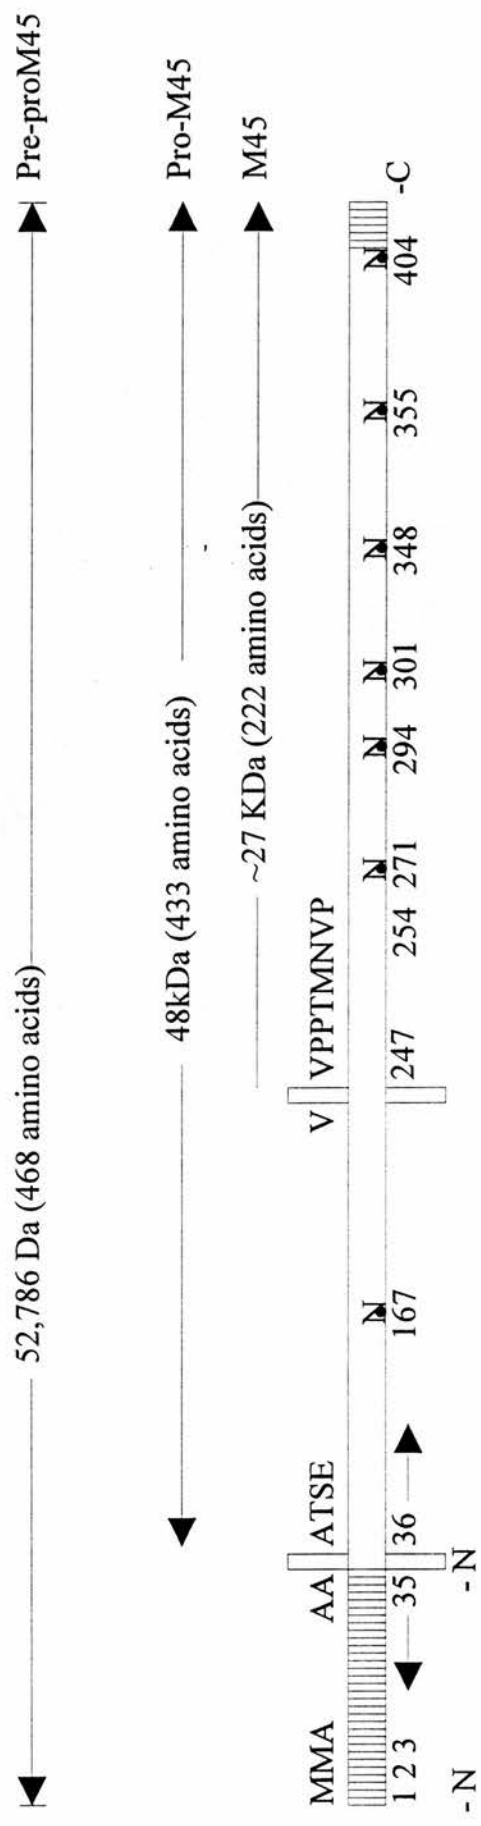 52,786 Da (468 amino acids) Pre-proM45
48kDa (433 amino acids) Pro-M45
~27 KDa (222 amino acids) M45
MMA AA ATSE V VPPTMNVP
N N N N N N N
1 2 3 35 36 167 247 254 271 294 301 348 355 404 -C
- N - N